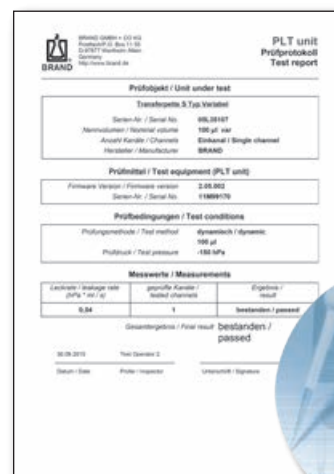 BRAND GMBH + CO KG
Postfach/P.O. Box 11 55
D-97877 Wertheim /Main
Germany
http://www.brand.de
BRAND
PLT unit
Prüfprotokoll
Test report
Prüfobjekt / Unit under test
Transferpette S Typ Variabel
Serien-Nr. / Serial No.
Nennvolumen / Nominal volume 100 µl var
Anzahl Kanäle / Channels Einkanal / Single channel
Hersteller / Manufacturer BRAND
Prüfmittel / Test equipment (PLT unit)
Firmware Version / Firmware version 2.05.002
Serien-Nr. / Serial No.
Prüfbedingungen / Test conditions
Prüfungsmethode / Test method dynamisch / dynamic
100 µl
Prüfdruck / Test pressure -150 hPa
Messwerte / Measurements
Leckrate / leakage rate geprüfte Kanäle / Ergebnis /
(hPa * ml / s) tested channels result
0,04 1 bestanden / passed
Gesamtergebnis / Final result bestanden /
passed
Test Operator 2
Datum / Date Prüfer / Inspector Unterschrift / Signature